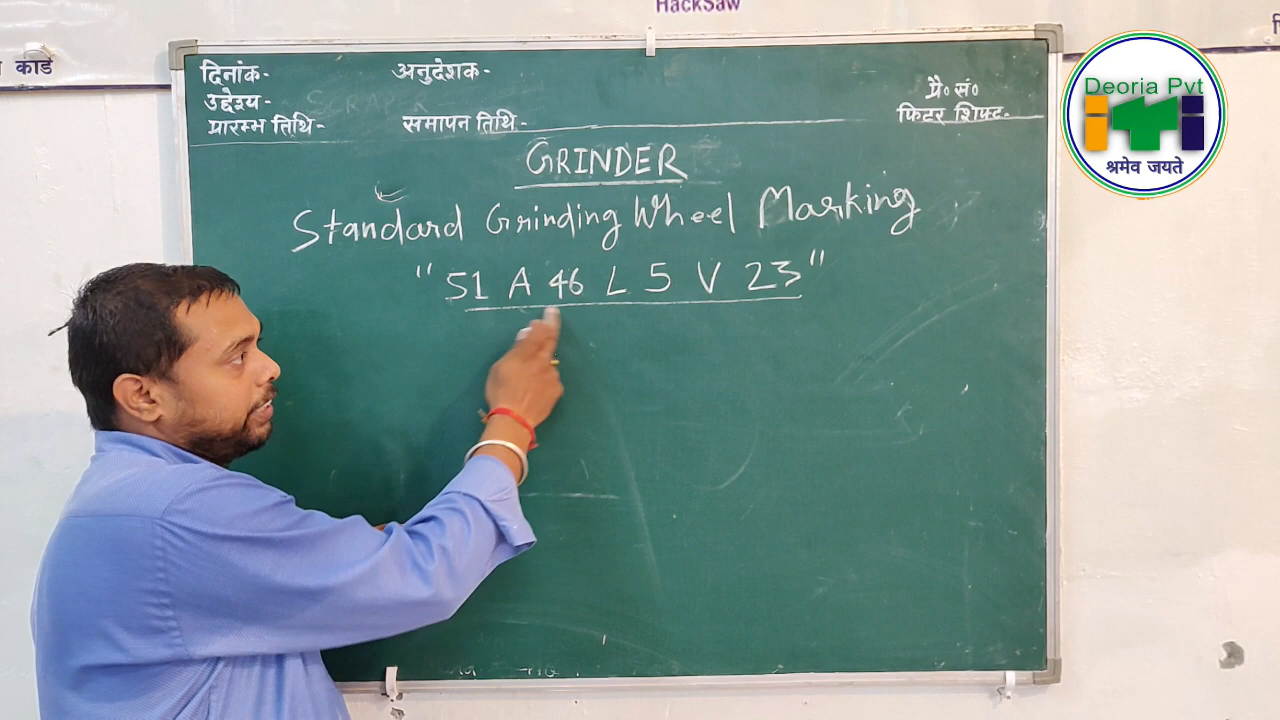 HackSaw
कार्ड
दिनांक- अनुदेशक-
उद्देश्य- SCRAP
प्रै० सं०
प्रारम्भ तिथि- समापन तिथि- फिटर शिफ्ट-
GRINDER
Standard Grinding Wheel Marking
" 51 A 46 L 5 V 23 "
Deoria Pvt
ITI
श्रमेव जयते